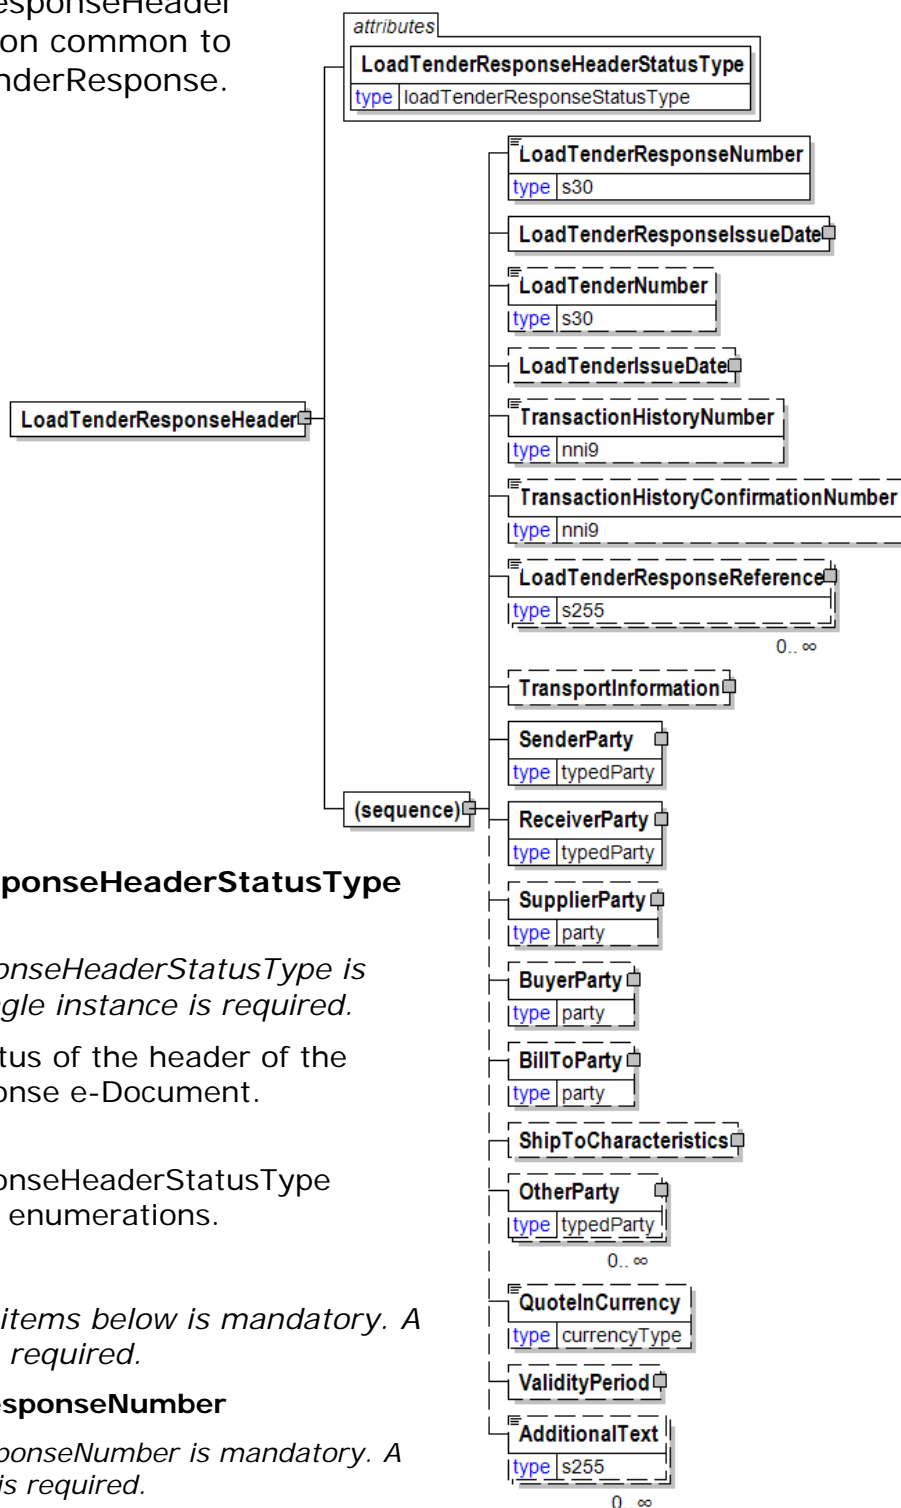 esponseHeader
on common to
nderResponse.
attributes
LoadTenderResponseHeaderStatusType
type loadTenderResponseStatusType
LoadTenderResponseNumber
type s30
LoadTenderResponseIssueDate
LoadTenderNumber
type s30
LoadTenderIssueDate
LoadTenderResponseHeader
TransactionHistoryNumber
type nni9
TransactionHistoryConfirmationNumber
type nni9
LoadTenderResponseReference
type s255
0.. ∞
TransportInformation
SenderParty
type typedParty
(sequence)
ReceiverParty
type typedParty
SupplierParty
type party
BuyerParty
type party
BillToParty
type party
ShipToCharacteristics
OtherParty
type typedParty
0.. ∞
QuoteInCurrency
type currencyType
ValidityPeriod
AdditionalText
type s255
0.. ∞
ponseHeaderStatusType
onseHeaderStatusType is
gle instance is required.
tus of the header of the
onse e-Document.
onseHeaderStatusType
enumerations.
items below is mandatory. A
required.
esponseNumber
ponseNumber is mandatory. A
is required.